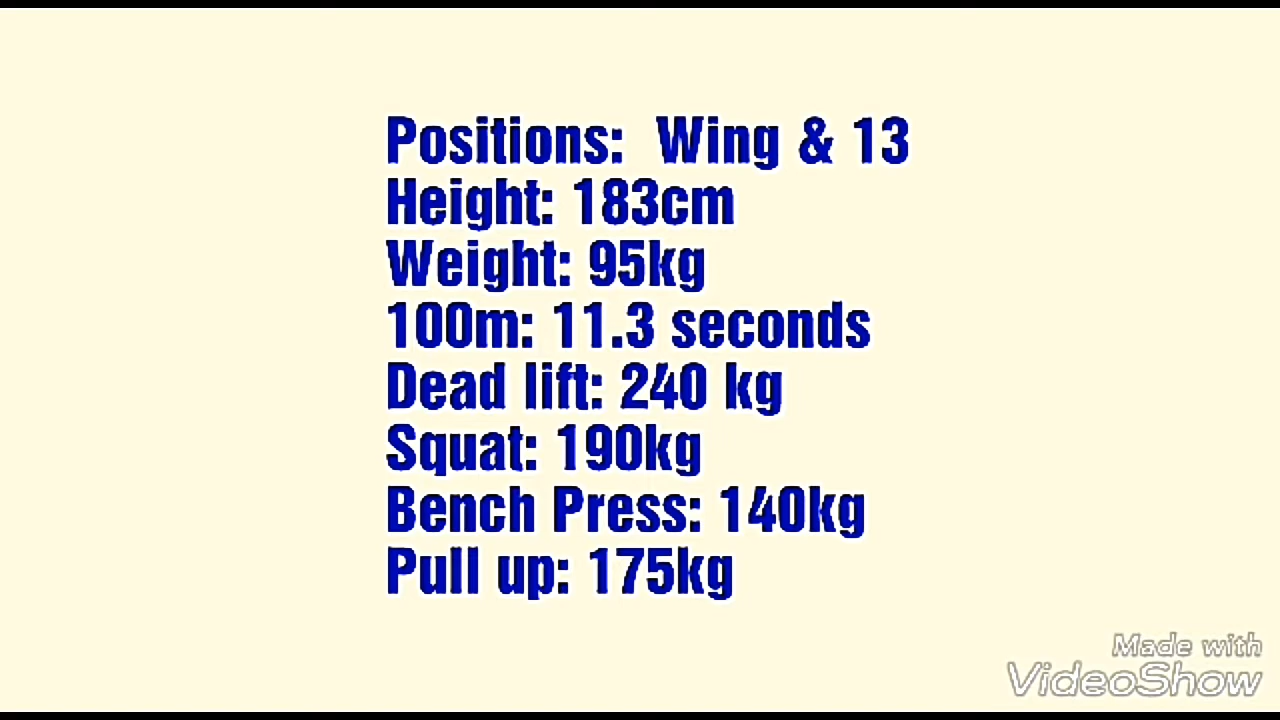 Positions:  Wing & 13
Height: 183cm
Weight: 95kg
100m: 11.3 seconds
Dead lift: 240 kg
Squat: 190kg
Bench Press: 140kg
Pull up: 175kg
Made with
VideoShow